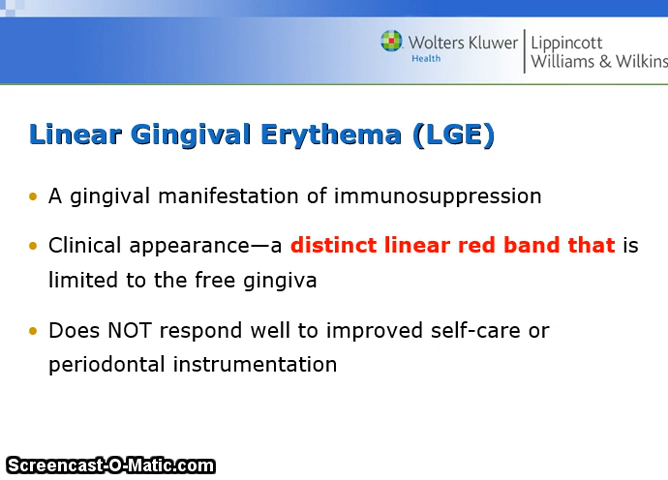 Wolters Kluwer
Health
Lippincott
Williams & Wilkins
Linear Gingival Erythema (LGE)
• A gingival manifestation of immunosuppression
• Clinical appearance—a distinct linear red band that is
limited to the free gingiva
• Does NOT respond well to improved self-care or
periodontal instrumentation
Screencast-O-Matic.com